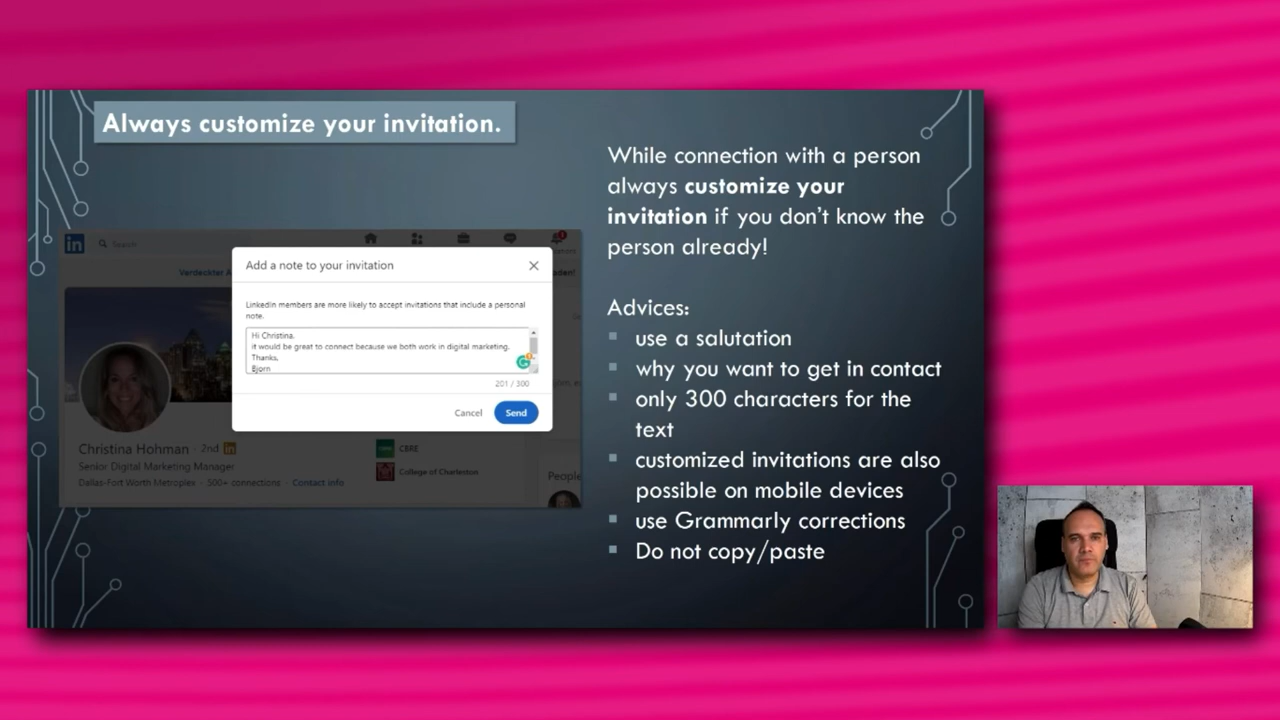 Always customize your invitation.
While connection with a person
always customize your
invitation if you don't know the
person already!
Advices:
use a salutation
why you want to get in contact
only 300 characters for the
text
customized invitations are also
possible on mobile devices
use Grammarly corrections
Do not copy/paste
in
Search
Verdeckter
Add a note to your invitation
LinkedIn members are more likely to accept invitations that include a personal
note.
Hi Christina,
it would be great to connect because we both work in digital marketing.
Thanks,
Bjorn
201 / 300
Cancel
Send
Christina Hohman · 2nd in
Senior Digital Marketing Manager
Dallas-Fort Worth Metroplex · 500+ connections · Contact info
CBRE
College of Charleston
People